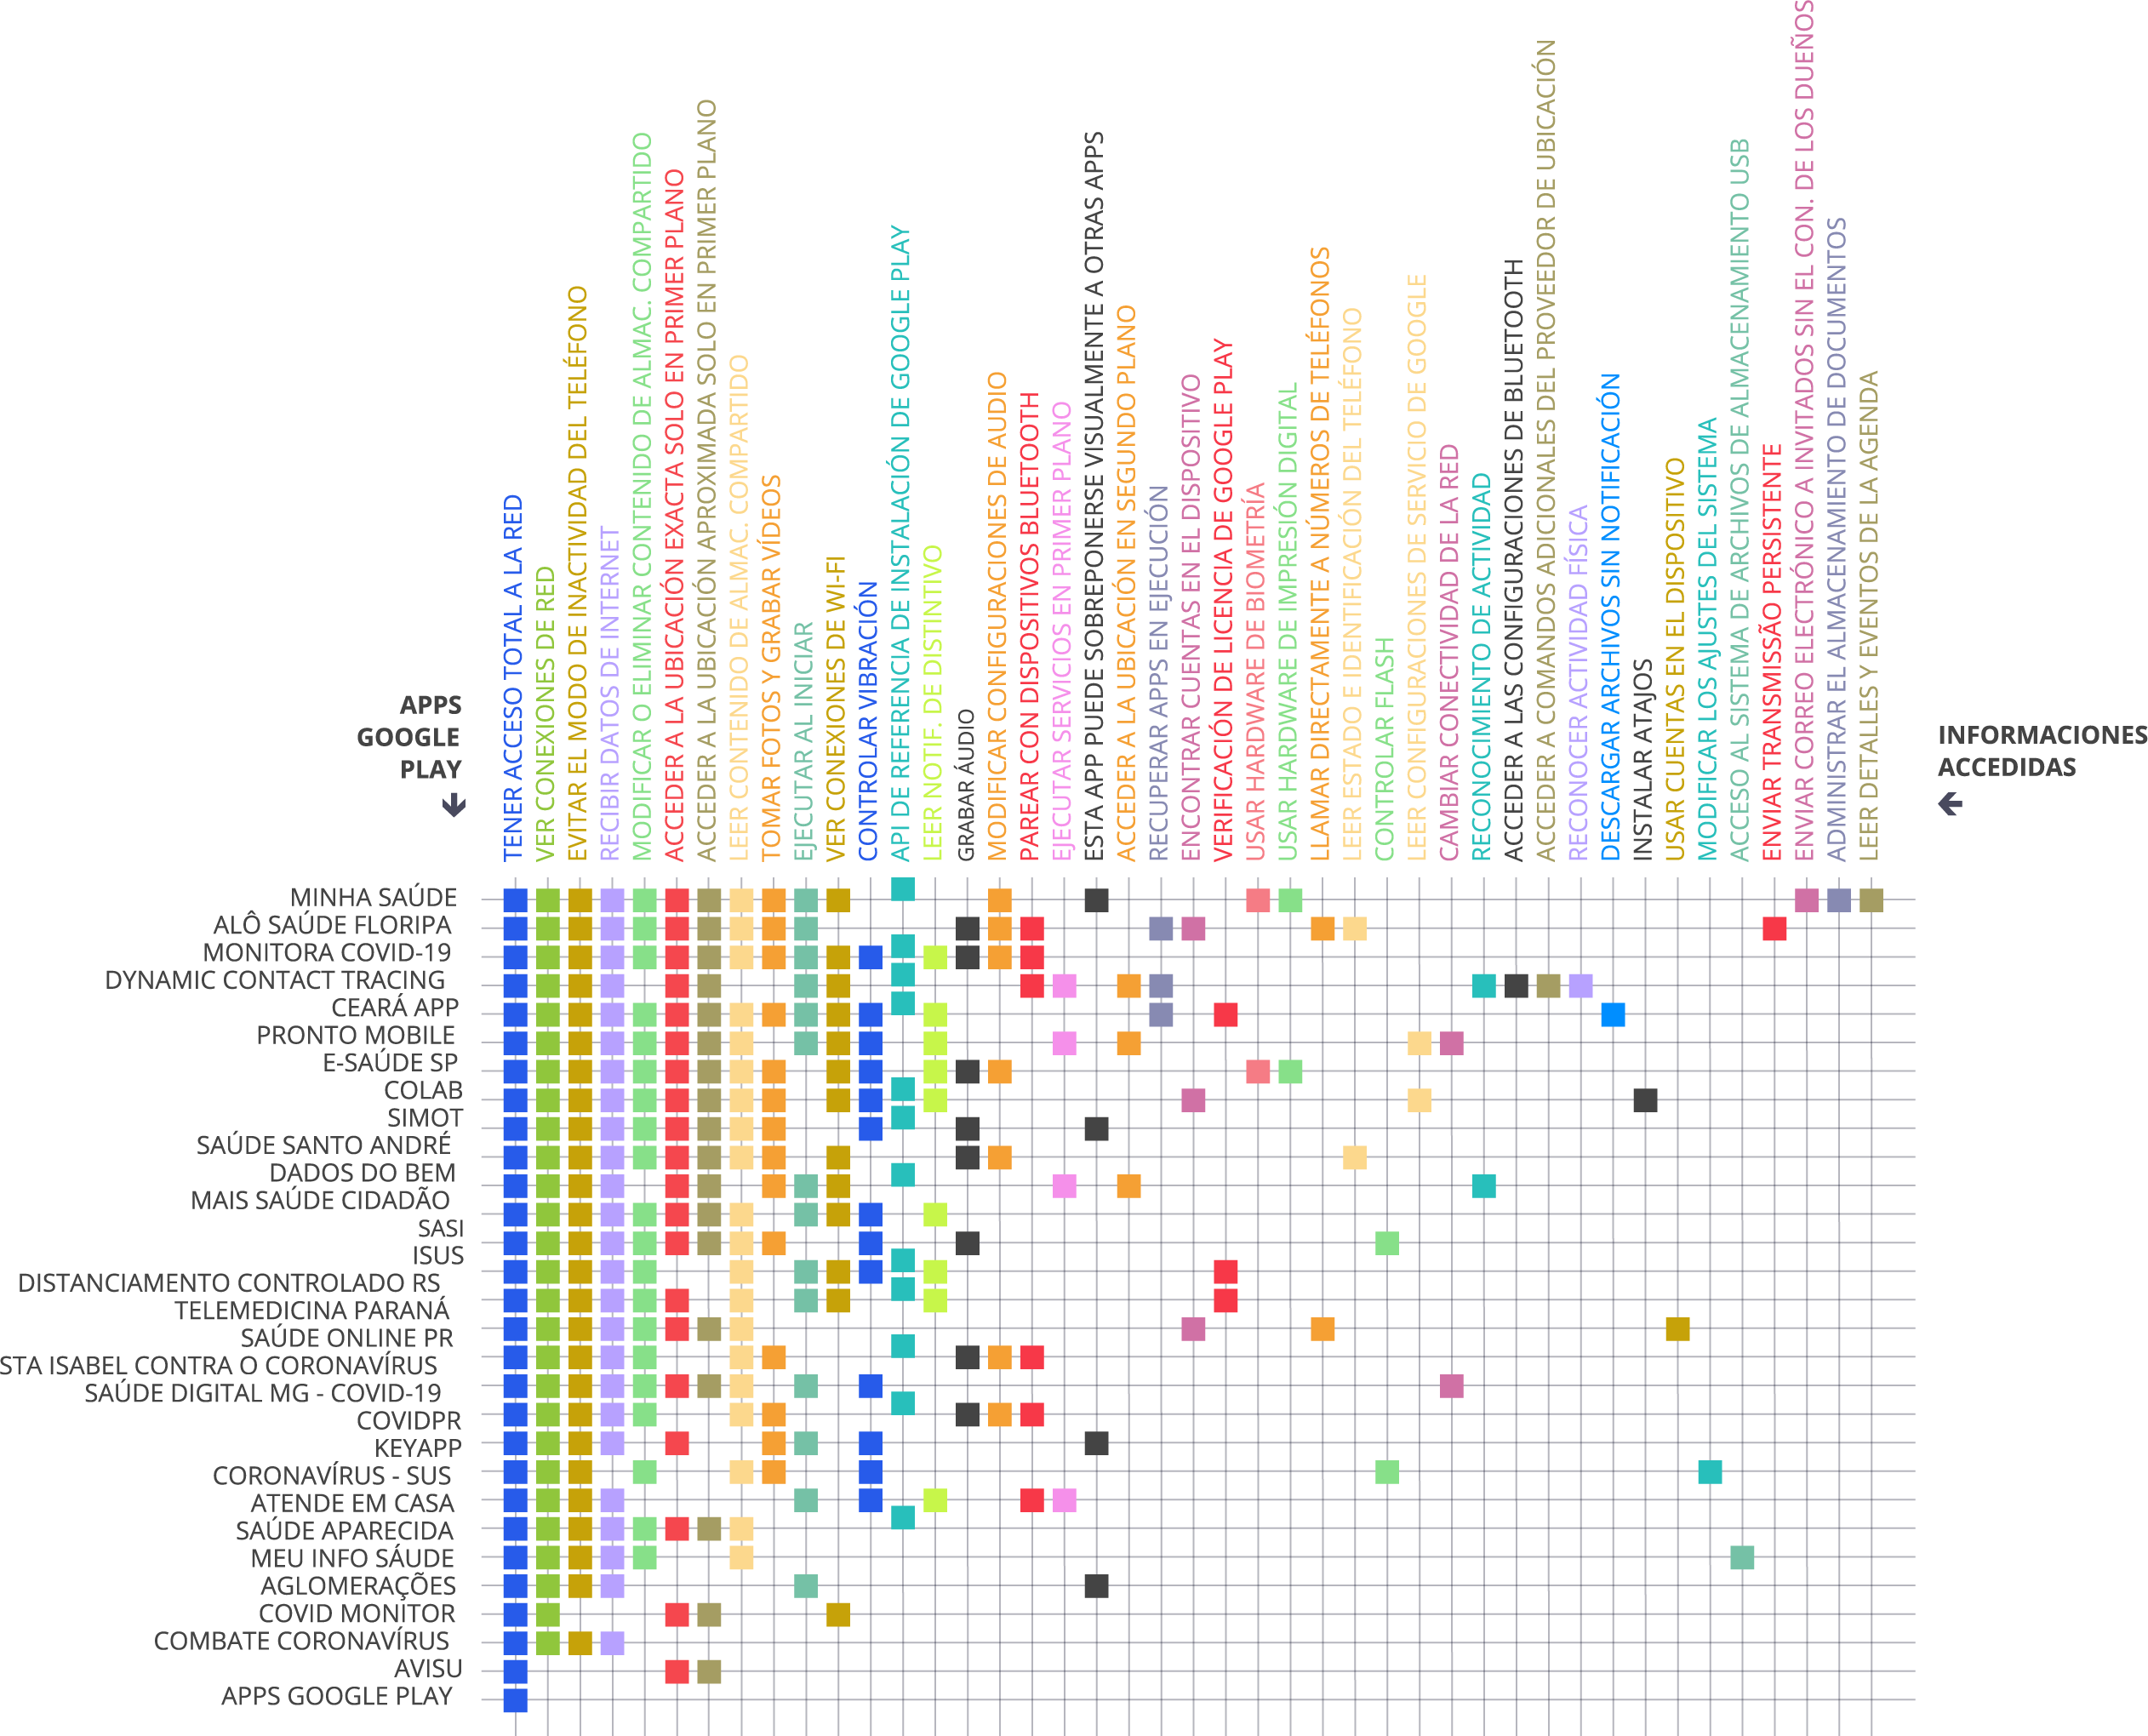 TENER ACCESO TOTAL A LA RED
VER CONEXIONES DE RED
EVITAR EL MODO DE INACTIVIDAD DEL TELÉFONO
RECIBIR DATOS DE INTERNET
MODIFICAR O ELIMINAR CONTENIDO DE ALMAC. COMPARTIDO
ACCEDER A LA UBICACIÓN EXACTA SOLO EN PRIMER PLANO
ACCEDER A LA UBICACIÓN APROXIMADA SOLO EN PRIMER PLANO
LEER CONTENIDO DE ALMAC. COMPARTIDO
TOMAR FOTOS Y GRABAR VÍDEOS
EJECUTAR AL INICIAR
VER CONEXIONES DE WI-FI
CONTROLAR VIBRACIÓN
API DE REFERENCIA DE INSTALACIÓN DE GOOGLE PLAY
LEER NOTIF. DE DISTINTIVO
GRABAR ÁUDIO
MODIFICAR CONFIGURACIONES DE AUDIO
PAREAR CON DISPOSITIVOS BLUETOOTH
EJECUTAR SERVICIOS EN PRIMER PLANO
ESTA APP PUEDE SOBREPONERSE VISUALMENTE A OTRAS APPS
ACCEDER A LA UBICACIÓN EN SEGUNDO PLANO
RECUPERAR APPS EN EJECUCIÓN
ENCONTRAR CUENTAS EN EL DISPOSITIVO
VERIFICACIÓN DE LICENCIA DE GOOGLE PLAY
USAR HARDWARE DE BIOMETRÍA
USAR HARDWARE DE IMPRESIÓN DIGITAL
LLAMAR DIRECTAMENTE A NÚMEROS DE TELÉFONOS
LEER ESTADO E IDENTIFICACIÓN DEL TELÉFONO
CONTROLAR FLASH
LEER CONFIGURACIONES DE SERVICIO DE GOOGLE
CAMBIAR CONECTIVIDAD DE LA RED
RECONOCIMIENTO DE ACTIVIDAD
ACCEDER A LAS CONFIGURACIONES DE BLUETOOTH
ACCEDER A COMANDOS ADICIONALES DEL PROVEEDOR DE UBICACIÓN
RECONOCER ACTIVIDAD FÍSICA
DESCARGAR ARCHIVOS SIN NOTIFICACIÓN
INSTALAR ATAJOS
USAR CUENTAS EN EL DISPOSITIVO
MODIFICAR LOS AJUSTES DEL SISTEMA
ACCESO AL SISTEMA DE ARCHIVOS DE ALMACENAMIENTO USB
ENVIAR TRANSMISSÃO PERSISTENTE
ENVIAR CORREO ELECTRÓNICO A INVITADOS SIN EL CON. DE LOS DUEÑOS
ADMINISTRAR EL ALMACENAMIENTO DE DOCUMENTOS
LEER DETALLES Y EVENTOS DE LA AGENDA
APPS
GOOGLE
PLAY
INFORMACIONES
ACCEDIDAS
MINHA SAÚDE
ALÔ SAÚDE FLORIPA
MONITORA COVID-19
DYNAMIC CONTACT TRACING
CEARÁ APP
PRONTO MOBILE
E-SAÚDE SP
COLAB
SIMOT
SAÚDE SANTO ANDRÉ
DADOS DO BEM
MAIS SAÚDE CIDADÃO
SASI
ISUS
DISTANCIAMENTO CONTROLADO RS
TELEMEDICINA PARANÁ
SAÚDE ONLINE PR
STA ISABEL CONTRA O CORONAVÍRUS
SAÚDE DIGITAL MG - COVID-19
COVIDPR
KEYAPP
CORONAVÍRUS - SUS
ATENDE EM CASA
SAÚDE APARECIDA
MEU INFO SÁUDE
AGLOMERAÇÕES
COVID MONITOR
COMBATE CORONAVÍRUS
AVISU
APPS GOOGLE PLAY